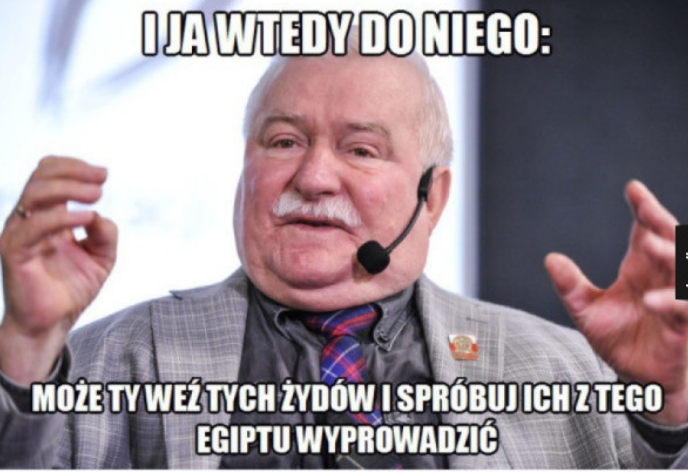 I JA WTEDY DO NIEGO:
MOŻE TY WEŹ TYCH ŻYDÓW I SPRÓBUJ ICH Z TEGO
EGIPTU WYPROWADZIĆ